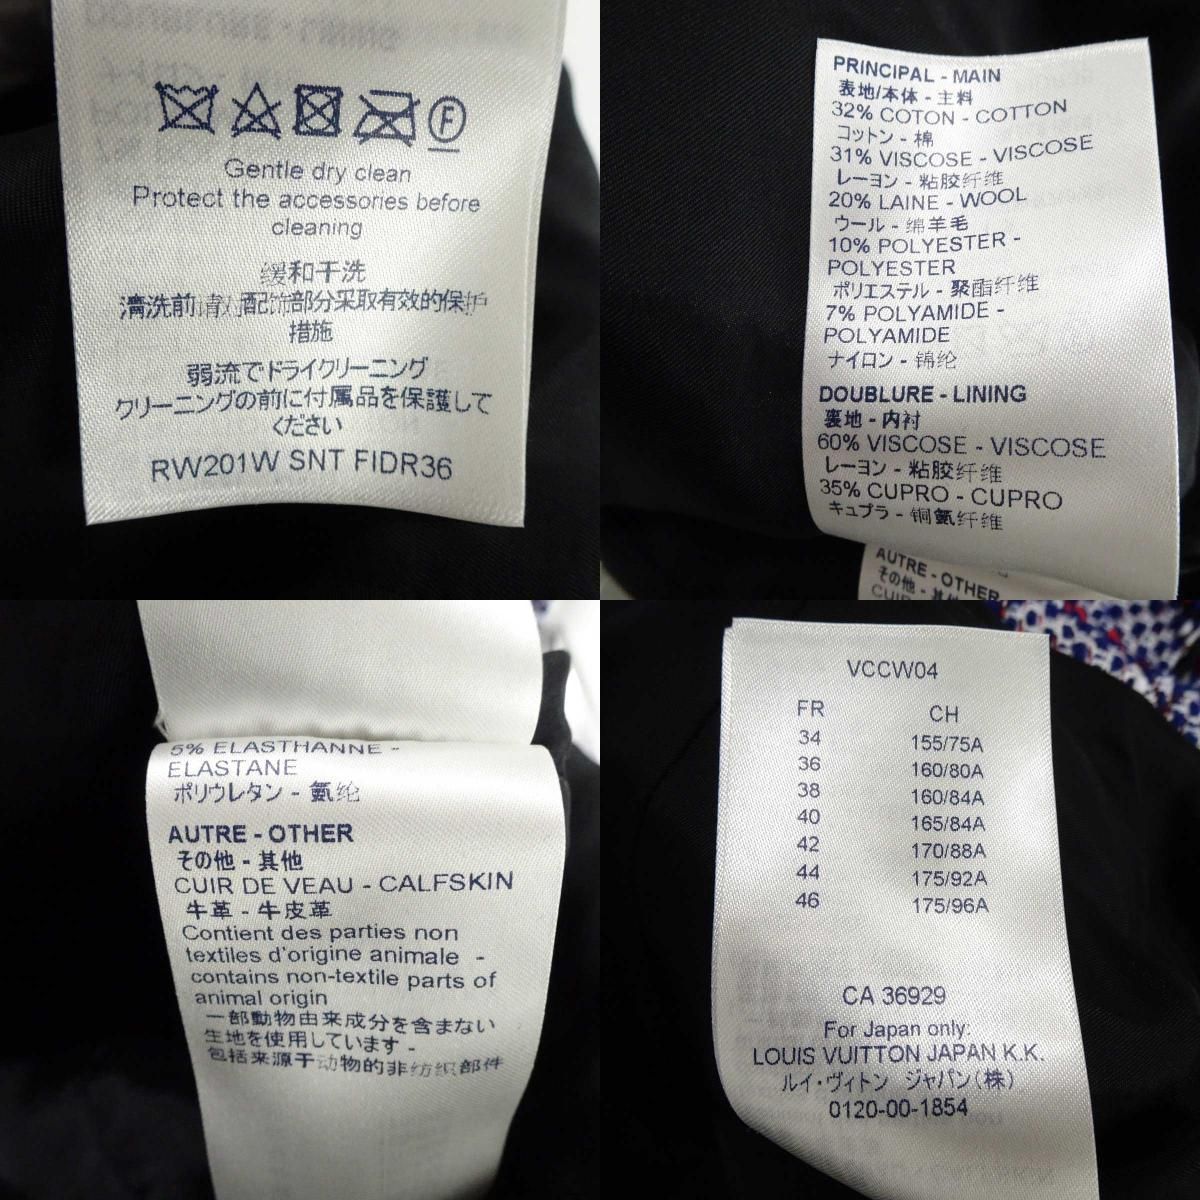 F
Gentle dry clean
Protect the accessories before
cleaning
缓和干洗
清洗前请对配饰部分采取有效的保护
措施
弱流でドライクリーニング
クリーニングの前に付属品を保護して
ください
RW201W SNT FIDR36
PRINCIPAL - MAIN
表地/本体 - 主料
32% COTON - COTTON
コットン - 棉
31% VISCOSE - VISCOSE
レーヨン - 粘胶纤维
20% LAINE - WOOL
ウール - 绵羊毛
10% POLYESTER -
POLYESTER
ポリエステル - 聚酯纤维
7% POLYAMIDE -
POLYAMIDE
ナイロン - 锦纶
DOUBLURE - LINING
裏地 - 内衬
60% VISCOSE - VISCOSE
レーヨン - 粘胶纤维
35% CUPRO - CUPRO
キュプラ - 铜氨纤维
AUTRE - OTHER
その他 - 其他
5% ELASTHANNE -
ELASTANE
ポリウレタン - 氨纶
AUTRE - OTHER
その他 - 其他
CUIR DE VEAU - CALFSKIN
牛革 - 牛皮革
Contient des parties non
textiles d'origine animale -
contains non-textile parts of
animal origin
一部動物由来成分を含まない
生地を使用しています -
包括来源于动物的非纺织部件
VCCW04
FR CH
34 155/75A
36 160/80A
38 160/84A
40 165/84A
42 170/88A
44 175/92A
46 175/96A
CA 36929
For Japan only:
LOUIS VUITTON JAPAN K.K.
ルイ・ヴィトン ジャパン(株)
0120-00-1854